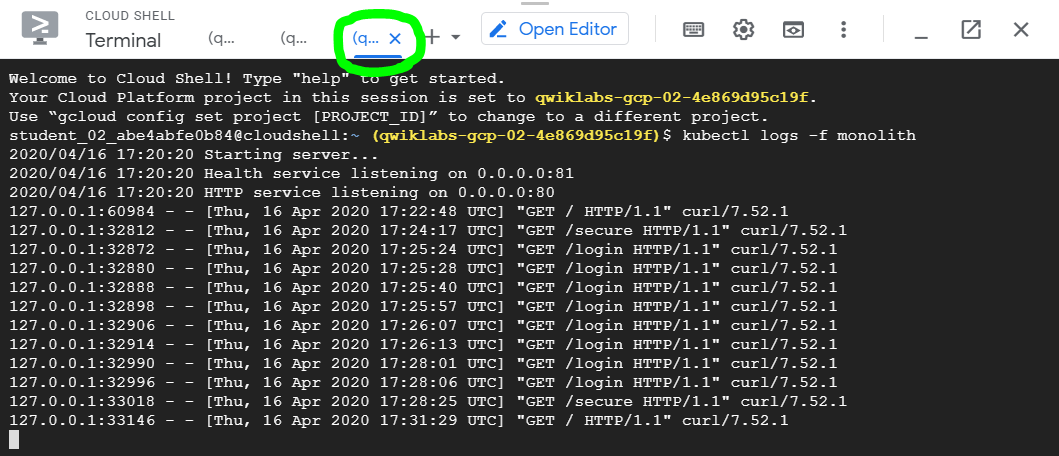 CLOUD SHELL
Terminal
(q...
(q...
(q...
Open Editor
Welcome to Cloud Shell! Type "help" to get started.
Your Cloud Platform project in this session is set to qwiklabs-gcp-02-4e869d95c19f.
Use “gcloud config set project [PROJECT_ID]” to change to a different project.
student_02_abe4abfe0b840@cloudshell:~ (qwiklabs-gcp-02-4e869d95c19f)$ kubectl logs -f monolith
2020/04/16 17:20:20 Starting server...
2020/04/16 17:20:20 Health service listening on 0.0.0.0:81
2020/04/16 17:20:20 HTTP service listening on 0.0.0.0:80
127.0.0.1:60984 - - [Thu, 16 Apr 2020 17:22:48 UTC] "GET / HTTP/1.1" curl/7.52.1
127.0.0.1:32812 - - [Thu, 16 Apr 2020 17:24:17 UTC] "GET /secure HTTP/1.1" curl/7.52.1
127.0.0.1:32872 - - [Thu, 16 Apr 2020 17:25:24 UTC] "GET /login HTTP/1.1" curl/7.52.1
127.0.0.1:32880 - - [Thu, 16 Apr 2020 17:25:28 UTC] "GET /login HTTP/1.1" curl/7.52.1
127.0.0.1:32888 - - [Thu, 16 Apr 2020 17:25:40 UTC] "GET /login HTTP/1.1" curl/7.52.1
127.0.0.1:32898 - - [Thu, 16 Apr 2020 17:25:57 UTC] "GET /login HTTP/1.1" curl/7.52.1
127.0.0.1:32906 - - [Thu, 16 Apr 2020 17:26:07 UTC] "GET /login HTTP/1.1" curl/7.52.1
127.0.0.1:32914 - - [Thu, 16 Apr 2020 17:26:13 UTC] "GET /login HTTP/1.1" curl/7.52.1
127.0.0.1:32990 - - [Thu, 16 Apr 2020 17:28:01 UTC] "GET /login HTTP/1.1" curl/7.52.1
127.0.0.1:32996 - - [Thu, 16 Apr 2020 17:28:06 UTC] "GET /login HTTP/1.1" curl/7.52.1
127.0.0.1:33018 - - [Thu, 16 Apr 2020 17:28:25 UTC] "GET /secure HTTP/1.1" curl/7.52.1
127.0.0.1:33146 - - [Thu, 16 Apr 2020 17:31:29 UTC] "GET / HTTP/1.1" curl/7.52.1